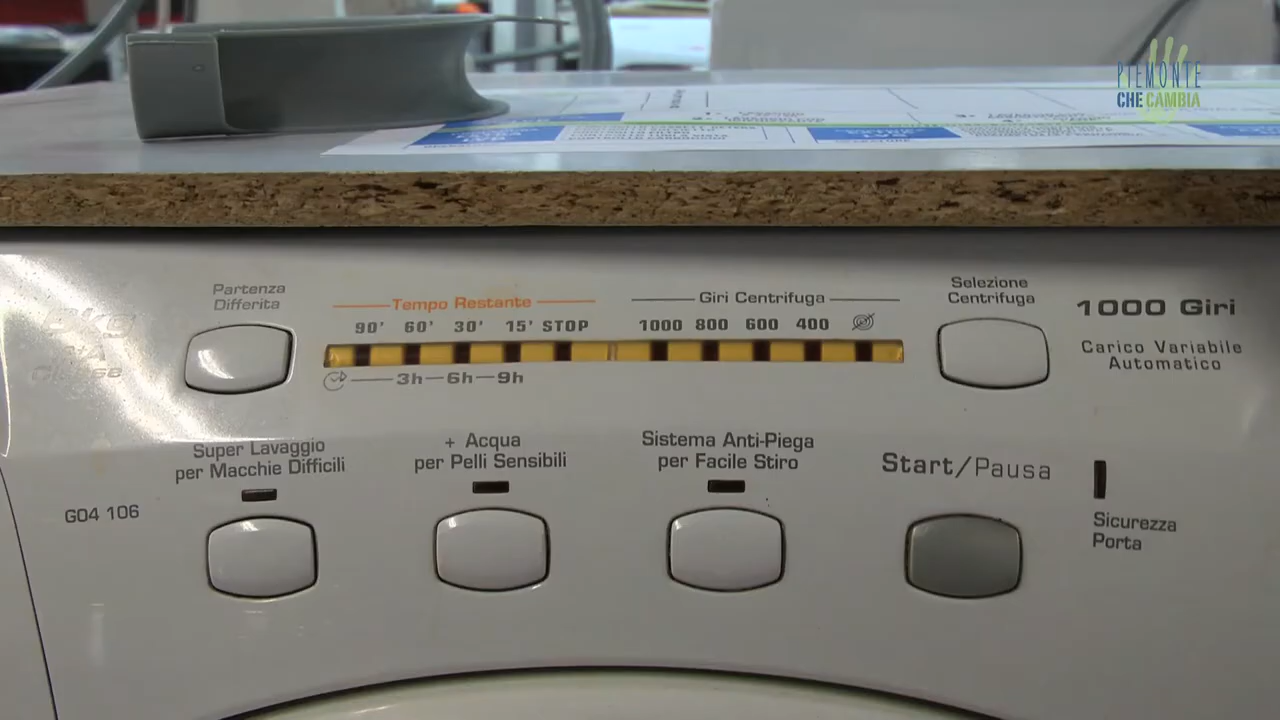 PIEMONTE
CHE CAMBIA
Partenza
Differita
Tempo Restante
90' 60' 30' 15' STOP
3h 6h 9h
Giri Centrifuga
1000 800 600 400
Selezione
Centrifuga
1000 Giri
Carico Variabile
Automatico
Super Lavaggio
per Macchie Difficili
+ Acqua
per Pelli Sensibili
Sistema Anti-Piega
per Facile Stiro
Start/Pausa
Sicurezza
Porta
GO4 106